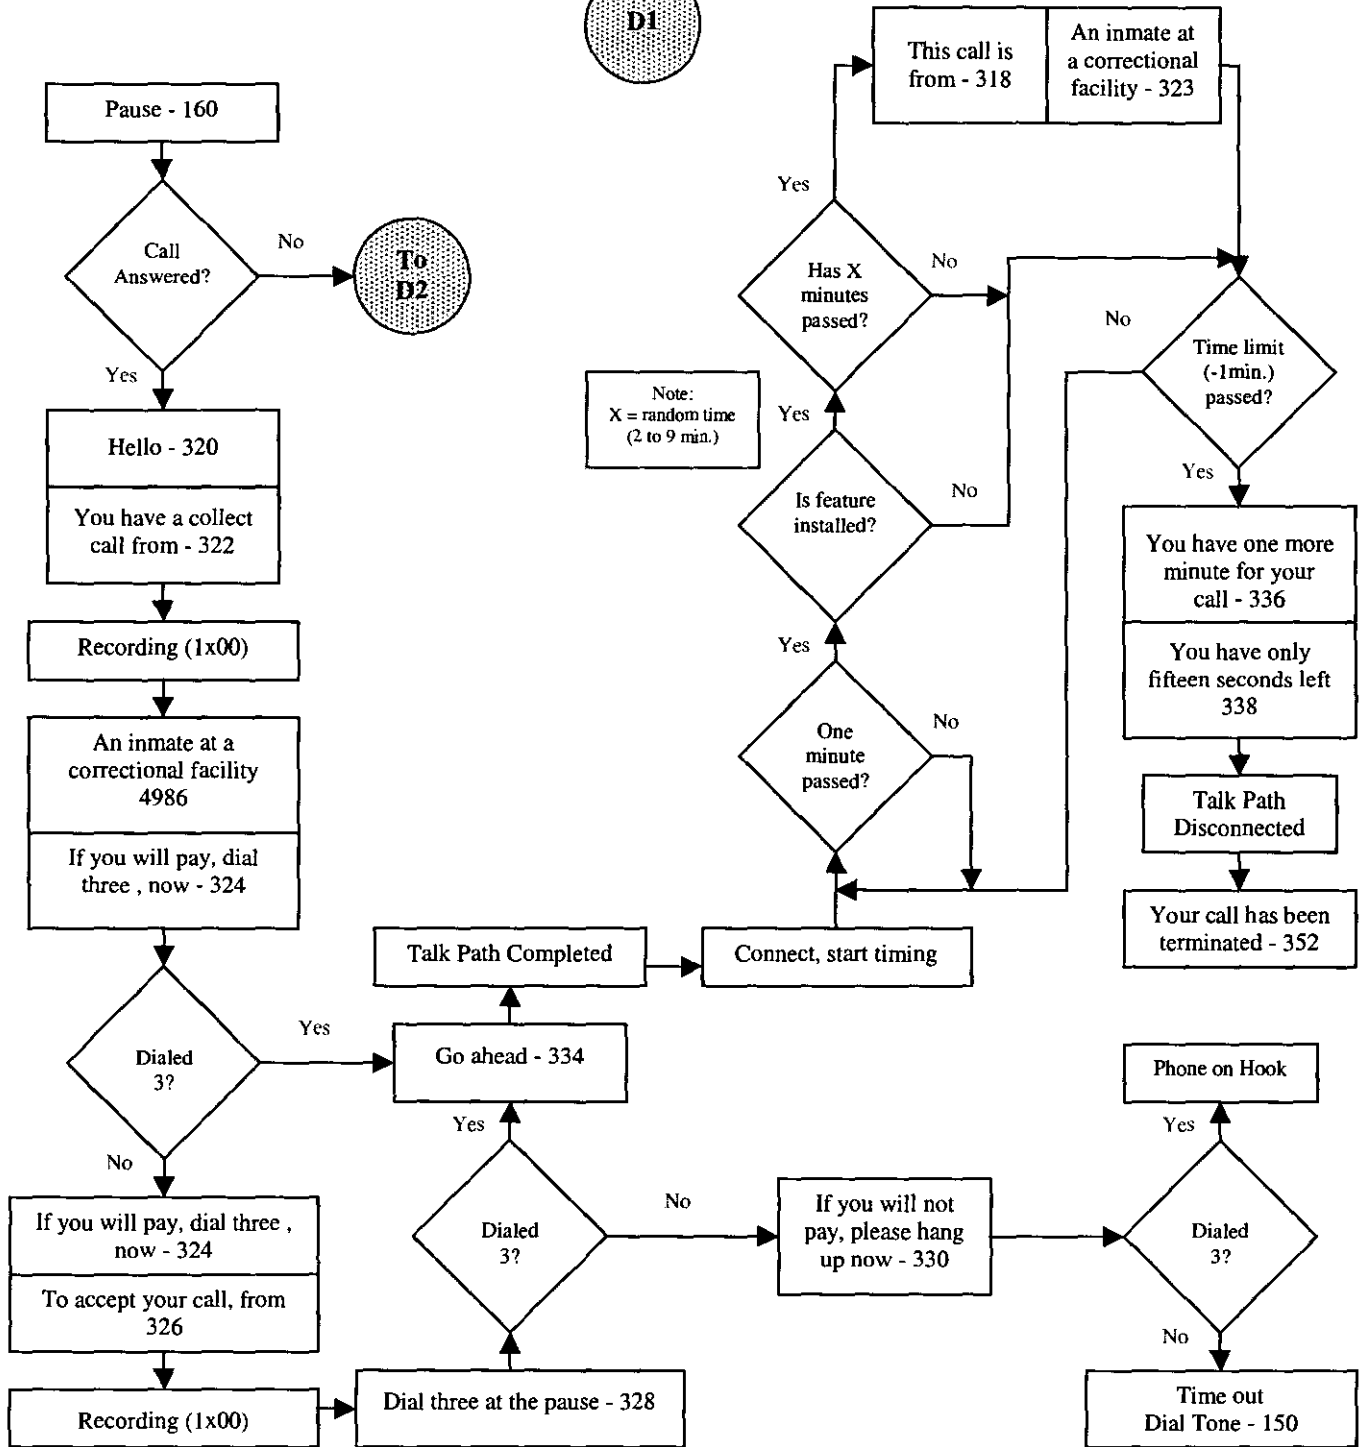 D1
This call is
from - 318
An inmate at
a correctional
facility - 323
Pause - 160
Yes
Call
Answered?
No
To
D2
Has X
minutes
passed?
No
No
Time limit
(-1min.)
passed?
Yes
Note:
X = random time
(2 to 9 min.)
Yes
Hello - 320
You have a collect
call from - 322
Is feature
installed?
No
Yes
You have one more
minute for your
call - 336
You have only
fifteen seconds left
338
Recording (1x00)
Yes
An inmate at a
correctional facility
4986
If you will pay, dial
three , now - 324
One
minute
passed?
No
Talk Path
Disconnected
Your call has been
terminated - 352
Talk Path Completed
Connect, start timing
Dialed
3?
Yes
Go ahead - 334
Phone on Hook
No
Yes
Yes
If you will pay, dial three ,
now - 324
To accept your call, from
326
Dialed
3?
No
If you will not
pay, please hang
up now - 330
Dialed
3?
No
Recording (1x00)
Dial three at the pause - 328
Time out
Dial Tone - 150